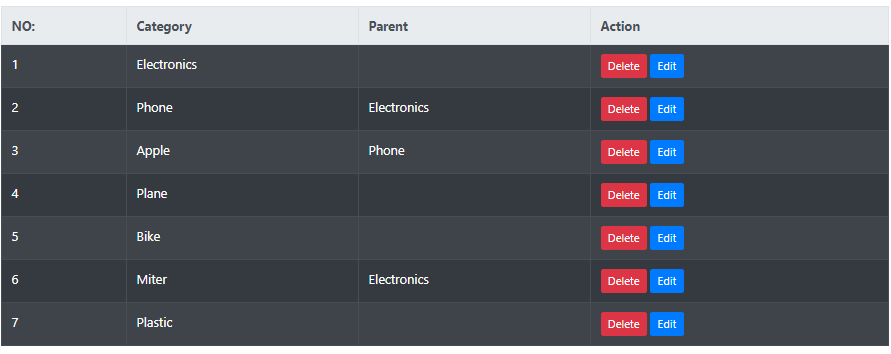 NO: Category Parent Action
1 Electronics Delete Edit
2 Phone Electronics Delete Edit
3 Apple Phone Delete Edit
4 Plane Delete Edit
5 Bike Delete Edit
6 Miter Electronics Delete Edit
7 Plastic Delete Edit